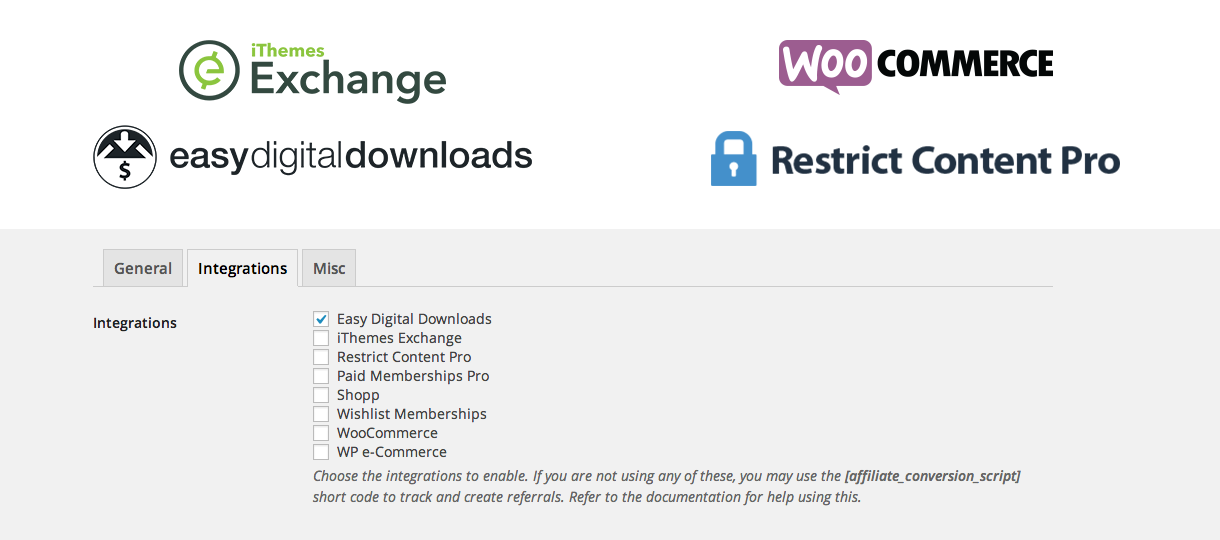 iThemes
Exchange
WOO COMMERCE
$ easydigitaldownloads
Restrict Content Pro
General Integrations Misc
Integrations
Easy Digital Downloads
iThemes Exchange
Restrict Content Pro
Paid Memberships Pro
Shopp
Wishlist Memberships
WooCommerce
WP e-Commerce
Choose the integrations to enable. If you are not using any of these, you may use the [affiliate_conversion_script]
short code to track and create referrals. Refer to the documentation for help using this.